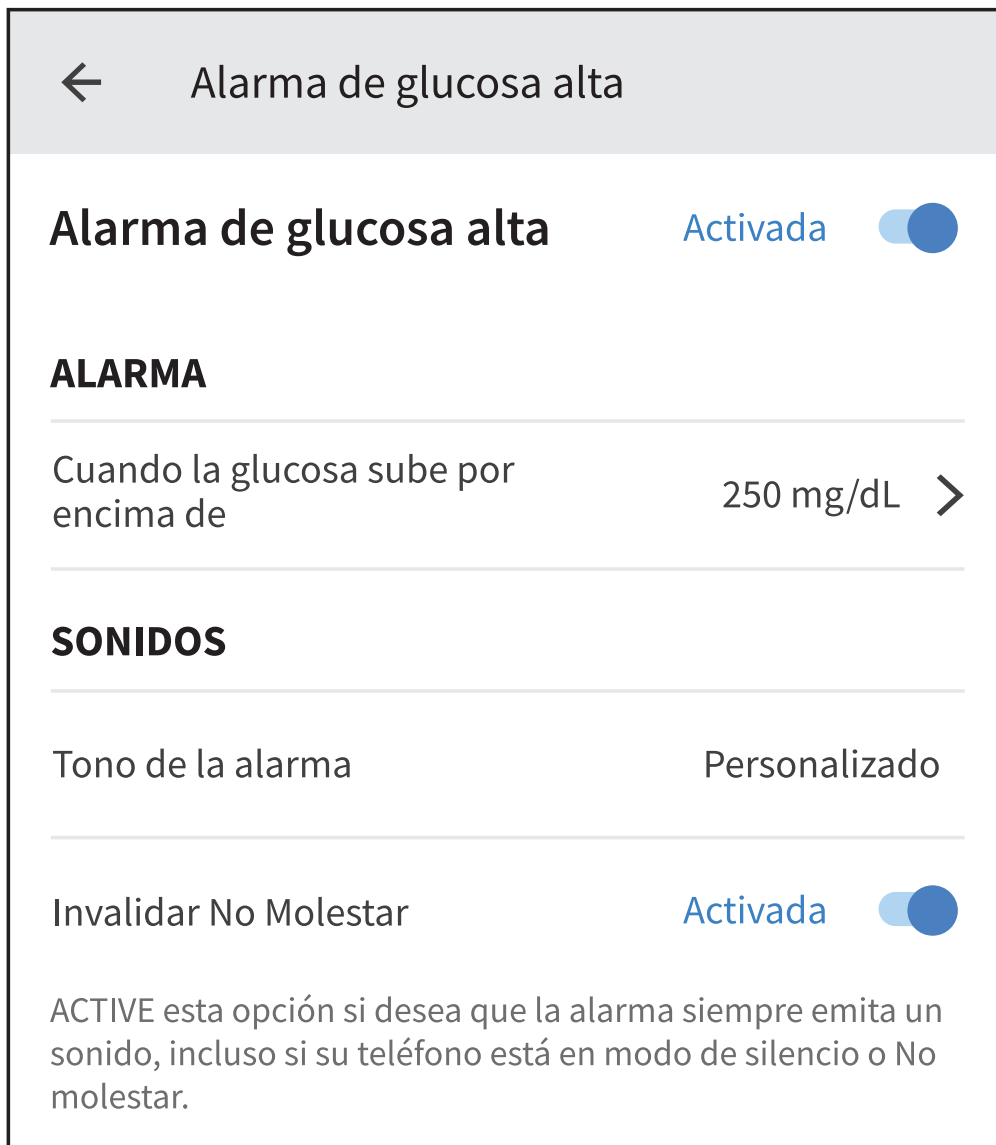 Alarma de glucosa alta
Alarma de glucosa alta Activada
ALARMA
Cuando la glucosa sube por
encima de
250 mg/dL
SONIDOS
Tono de la alarma Personalizado
Invalidar No Molestar Activada
ACTIVE esta opción si desea que la alarma siempre emita un
sonido, incluso si su teléfono está en modo de silencio o No
molestar.